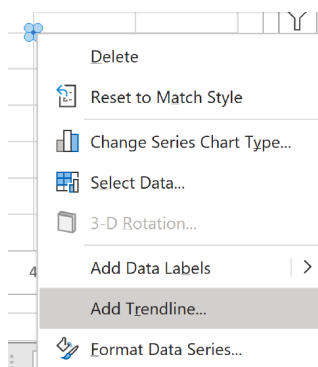 Delete
Reset to Match Style
Change Series Chart Type...
Select Data...
3-D Rotation...
4
Add Data Labels
Add Trendline...
Format Data Series...